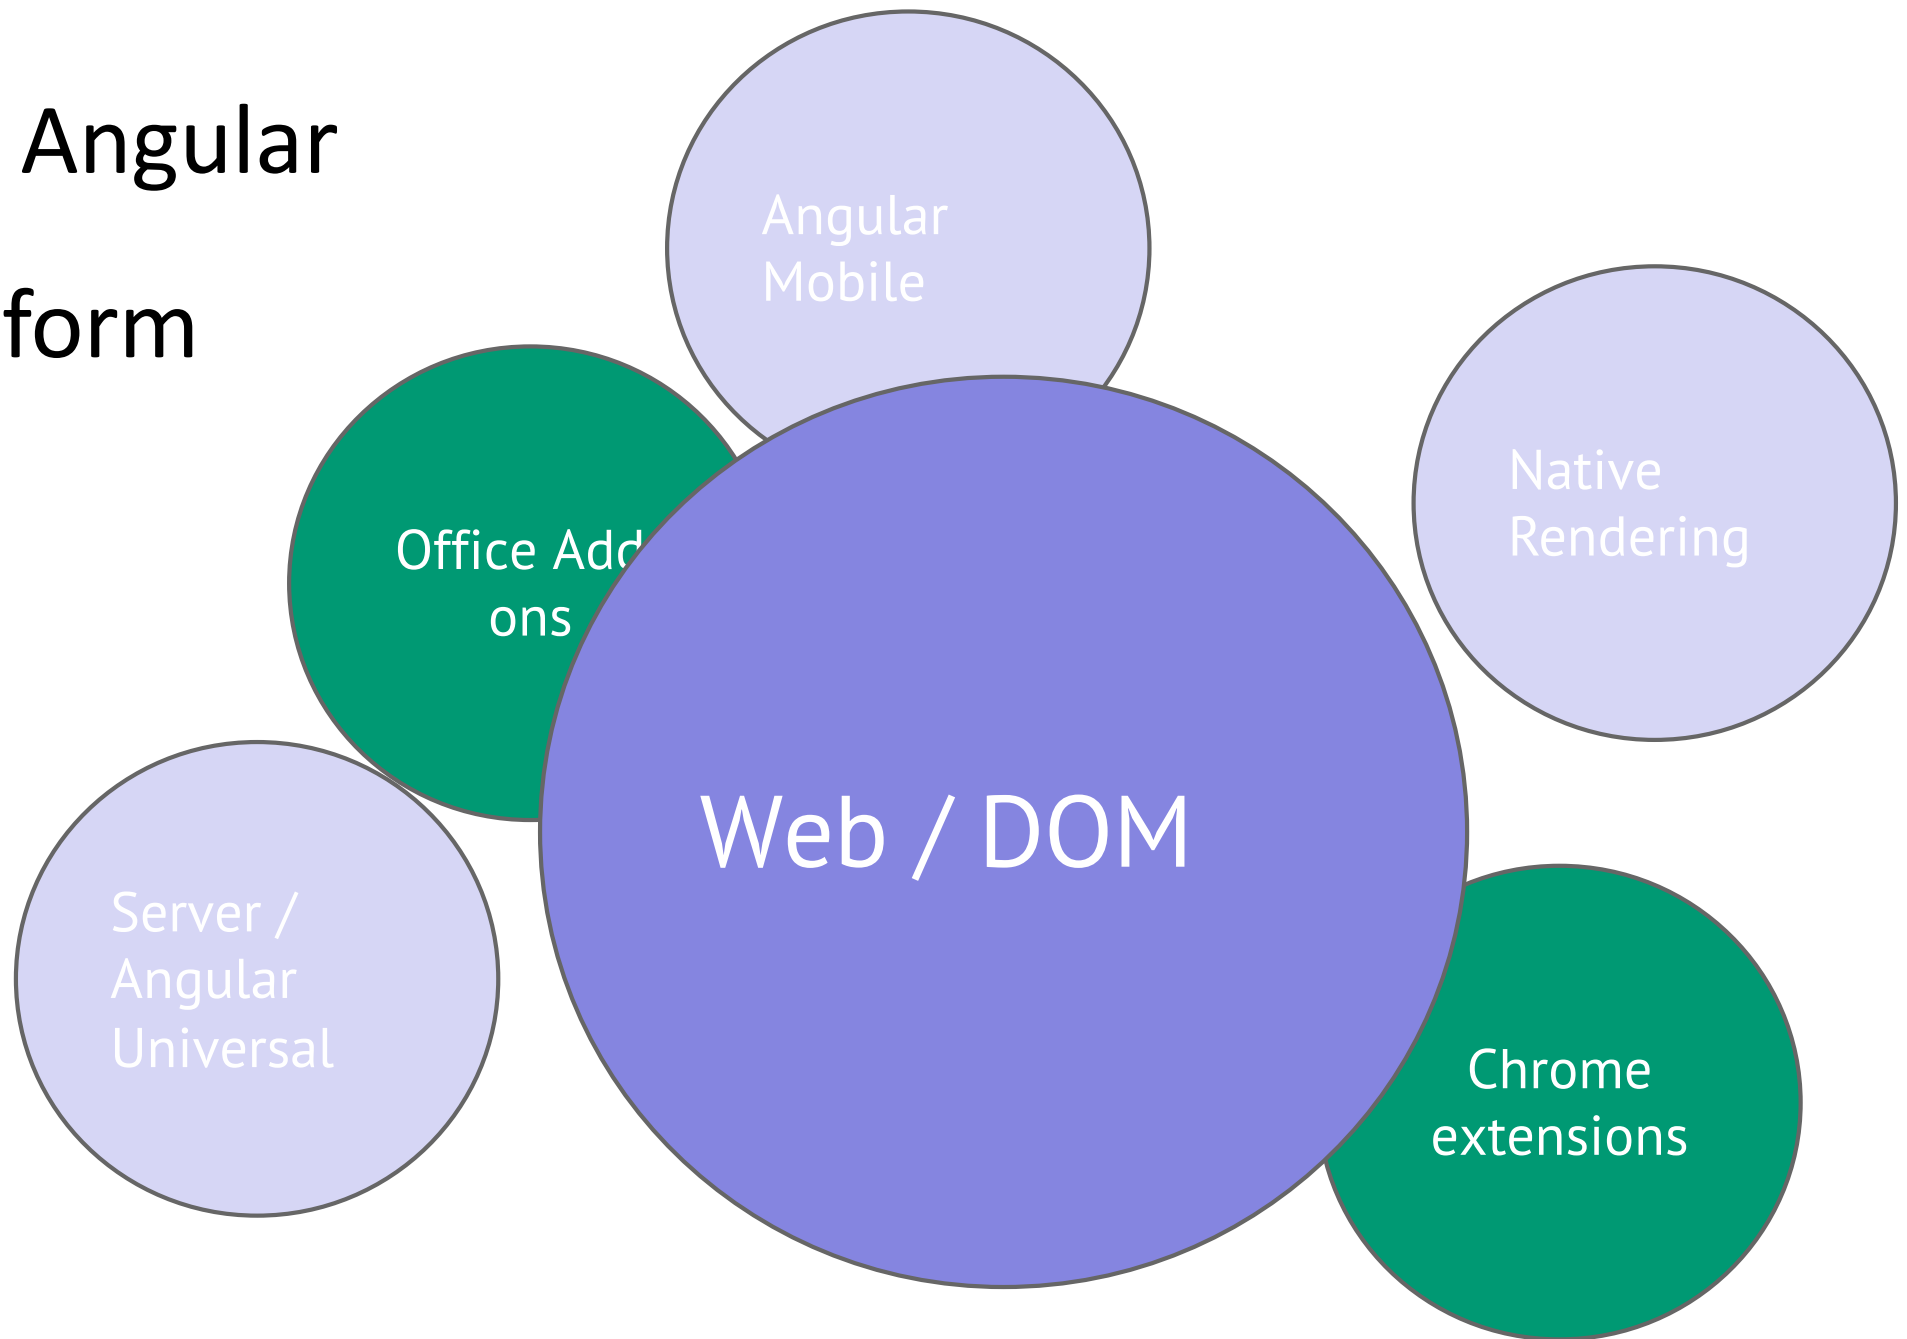 Angular
form
Angular
Mobile
Native
Rendering
Office Add
ons
Web / DOM
Server /
Angular
Universal
Chrome
extensions